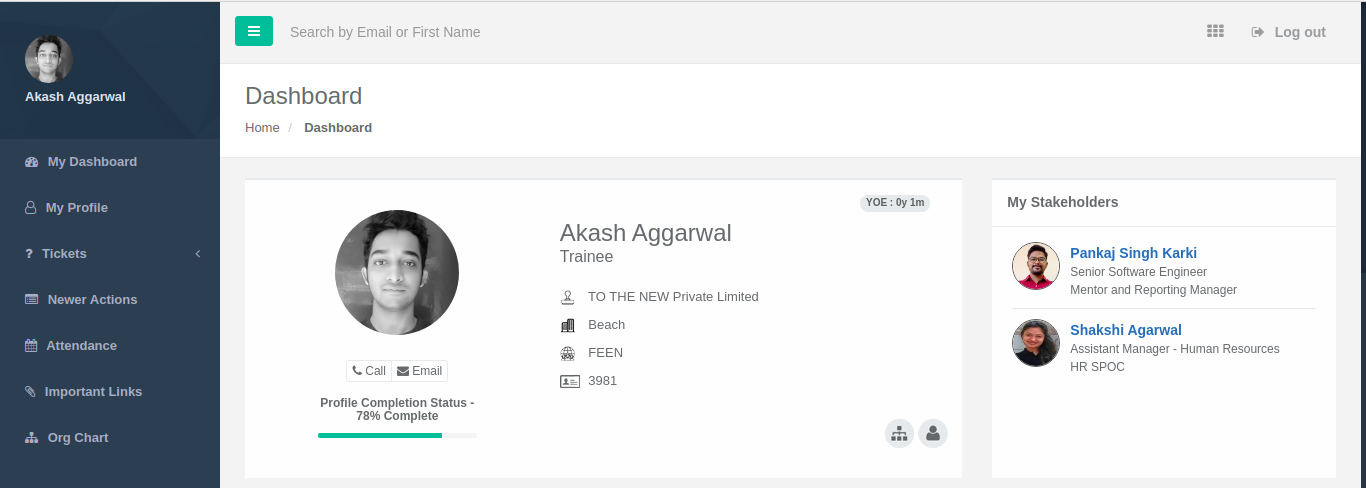 Akash Aggarwal
My Dashboard
My Profile
Tickets
Newer Actions
Attendance
Important Links
Org Chart
Search by Email or First Name
Log out
Dashboard
Home / Dashboard
YOE : 0y 1m
Akash Aggarwal
Trainee
TO THE NEW Private Limited
Beach
FEEN
3981
Call Email
Profile Completion Status -
78% Complete
My Stakeholders
Pankaj Singh Karki
Senior Software Engineer
Mentor and Reporting Manager
Shakshi Agarwal
Assistant Manager - Human Resources
HR SPOC